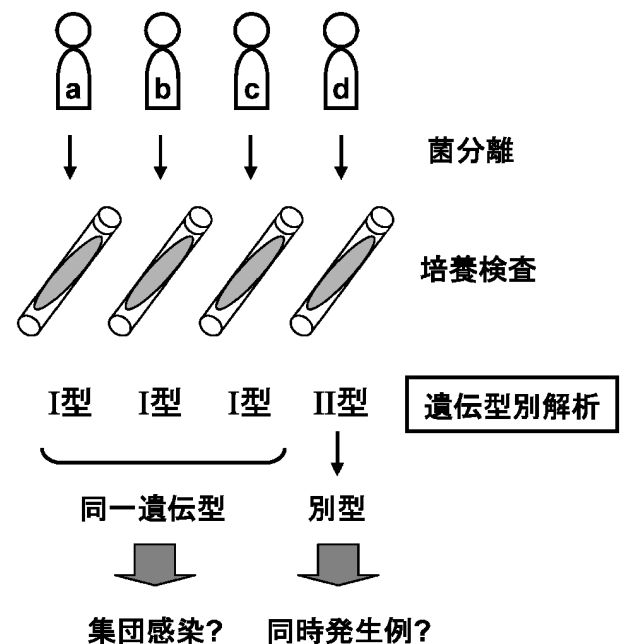 a b c d
菌分離
培養検査
I型 I型 I型 II型
遺伝型別解析
同一遺伝型 別型
集団感染? 同時発生例?